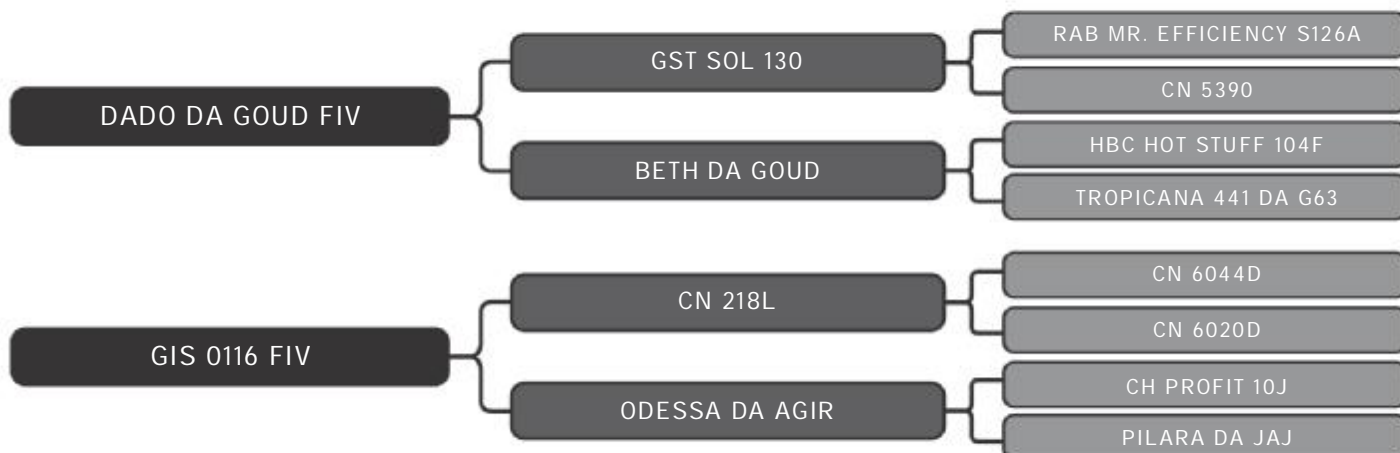 DADO DA GOUD FIV
GST SOL 130
RAB MR. EFFICIENCY S126A
CN 5390
BETH DA GOUD
HBC HOT STUFF 104F
TROPICANA 441 DA G63
GIS 0116 FIV
CN 218L
CN 6044D
CN 6020D
ODESSA DA AGIR
CH PROFIT 10J
PILARA DA JAJ